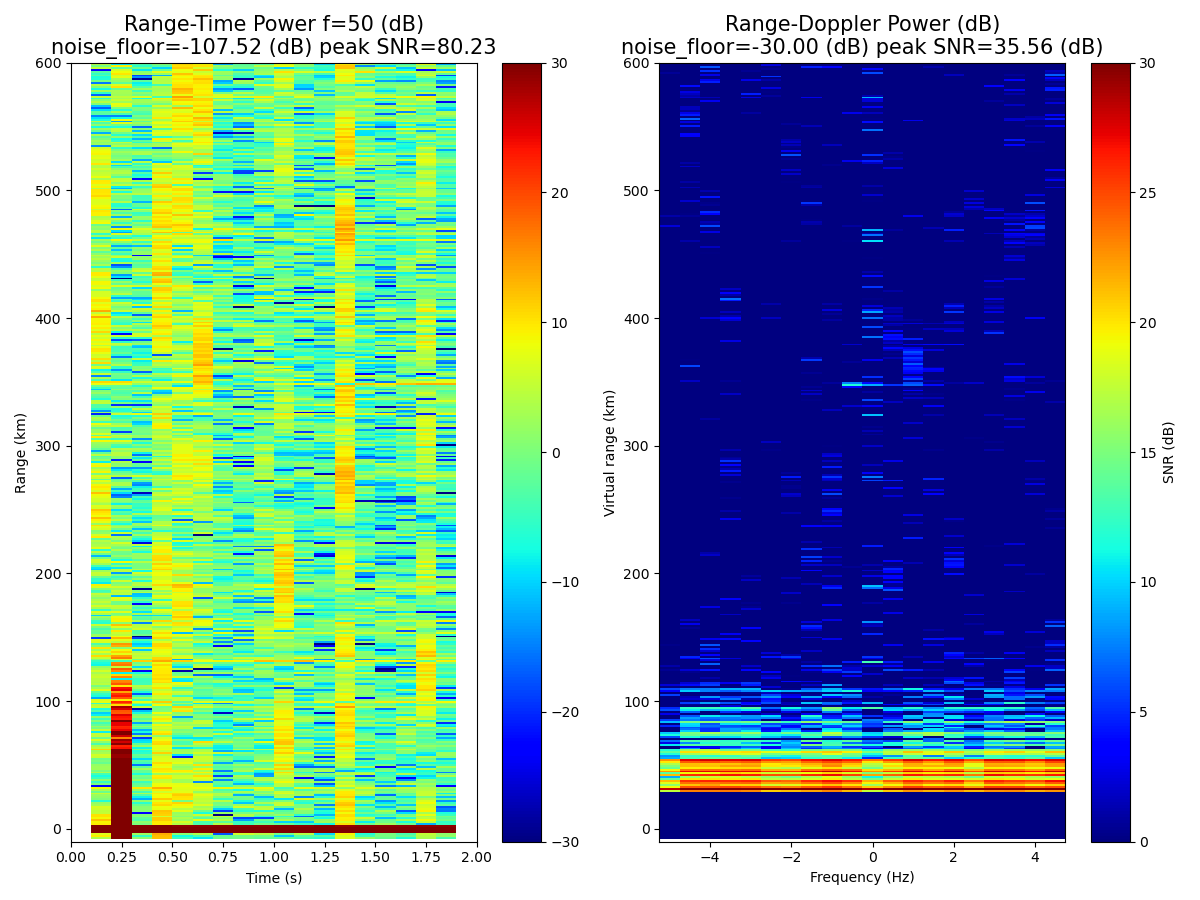 Range-Time Power f=50 (dB)
noise_floor=-107.52 (dB) peak SNR=80.23
600
500
400
300
200
100
0
Range (km)
0.00 0.25 0.50 0.75 1.00 1.25 1.50 1.75 2.00
Time (s)
30
20
10
0
−10
−20
−30
Range-Doppler Power (dB)
noise_floor=-30.00 (dB) peak SNR=35.56 (dB)
600
500
400
300
200
100
0
Virtual range (km)
−4 −2 0 2 4
Frequency (Hz)
30
25
20
15
10
5
0
SNR (dB)